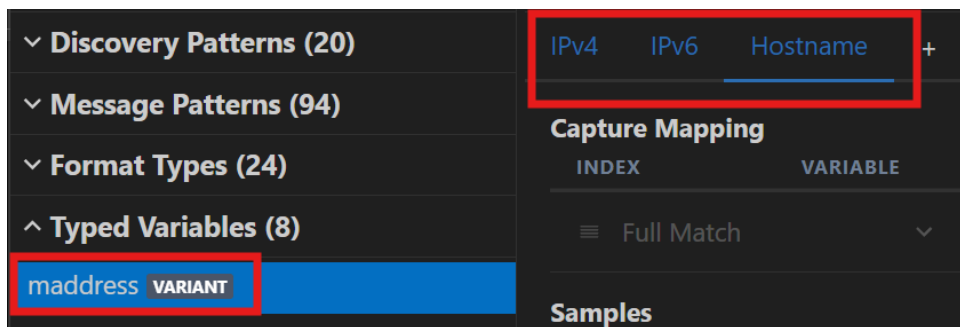 Discovery Patterns (20)
Message Patterns (94)
Format Types (24)
Typed Variables (8)
maddress VARIANT
IPv4 IPv6 Hostname +
Capture Mapping
INDEX VARIABLE
Full Match
Samples